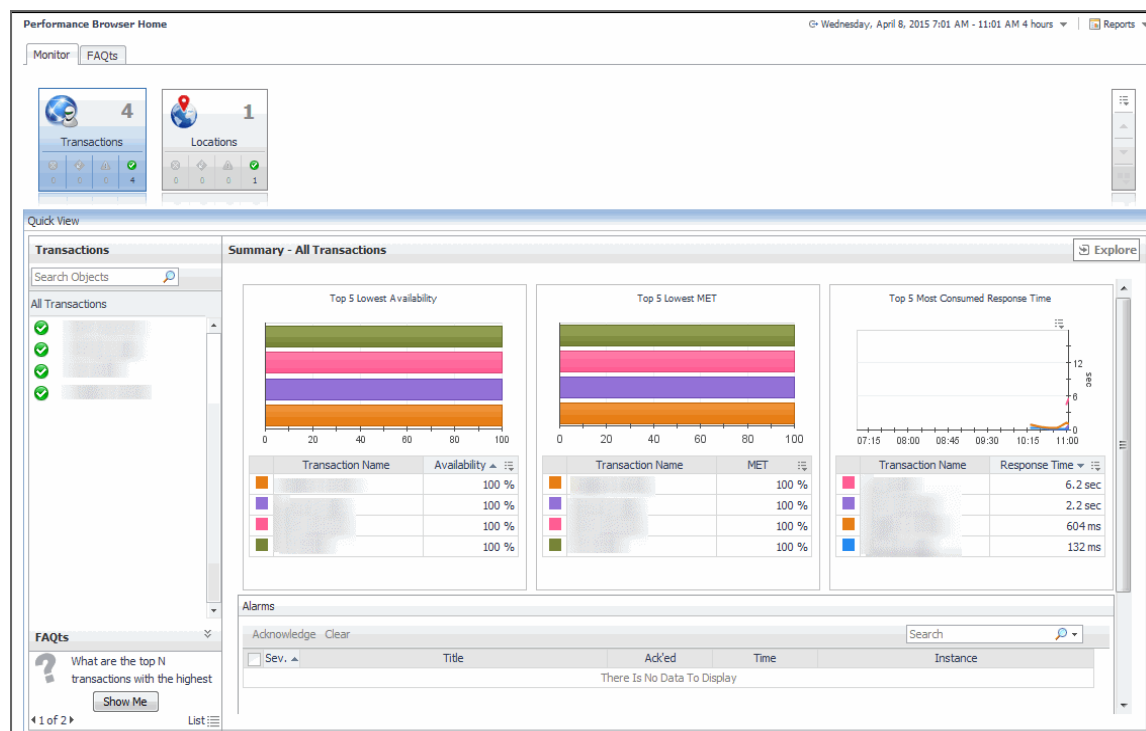 Performance Browser Home
Wednesday, April 8, 2015 7:01 AM - 11:01 AM 4 hours
Reports
Monitor
FAQts
4
Transactions
0 0 0 4
1
Locations
0 0 0 1
Quick View
Transactions
Search Objects
All Transactions
Summary - All Transactions
Explore
Top 5 Lowest Availability
0 20 40 60 80 100
Transaction Name Availability
100 %
100 %
100 %
100 %
Top 5 Lowest MET
0 20 40 60 80 100
Transaction Name MET
100 %
100 %
100 %
100 %
Top 5 Most Consumed Response Time
12
6
0
sec
07:15 08:00 08:45 09:30 10:15 11:00
Transaction Name Response Time
6.2 sec
2.2 sec
604 ms
132 ms
Alarms
Acknowledge Clear
Search
Sev. Title Ack'ed Time Instance
There Is No Data To Display
FAQts
What are the top N
transactions with the highest
Show Me
1 of 2
List